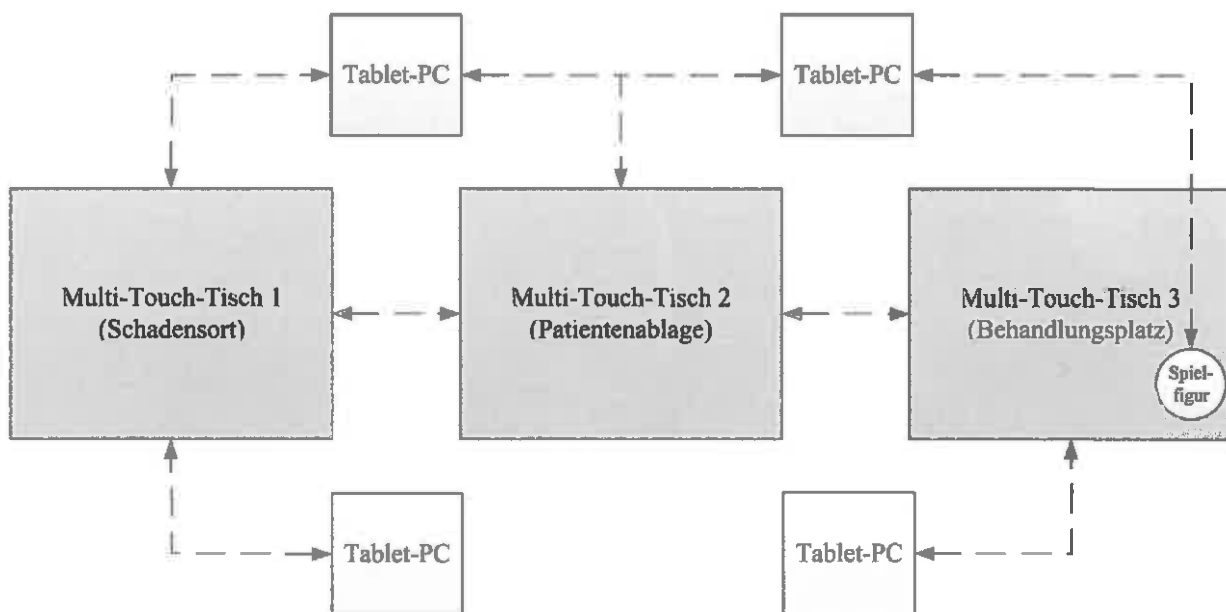 Tablet-PC
Tablet-PC
Multi-Touch-Tisch 1
(Schadensort)
Multi-Touch-Tisch 2
(Patientenablage)
Multi-Touch-Tisch 3
(Behandlungsplatz)
Spiel-
figur
Tablet-PC
Tablet-PC